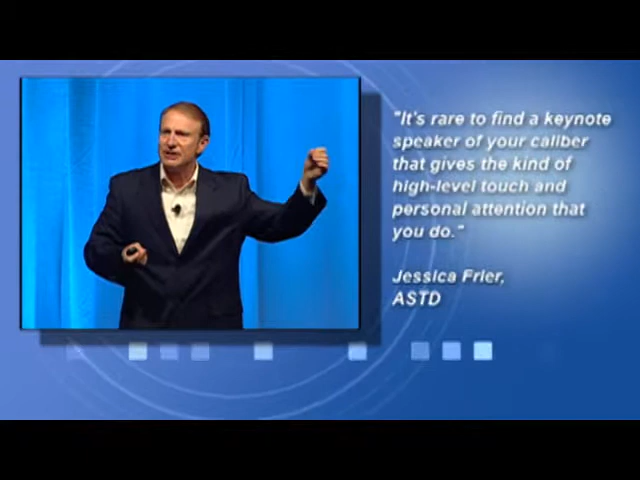 "It's rare to find a keynote
speaker of your caliber
that gives the kind of
high-level touch and
personal attention that
you do."
Jessica Frier,
ASTD